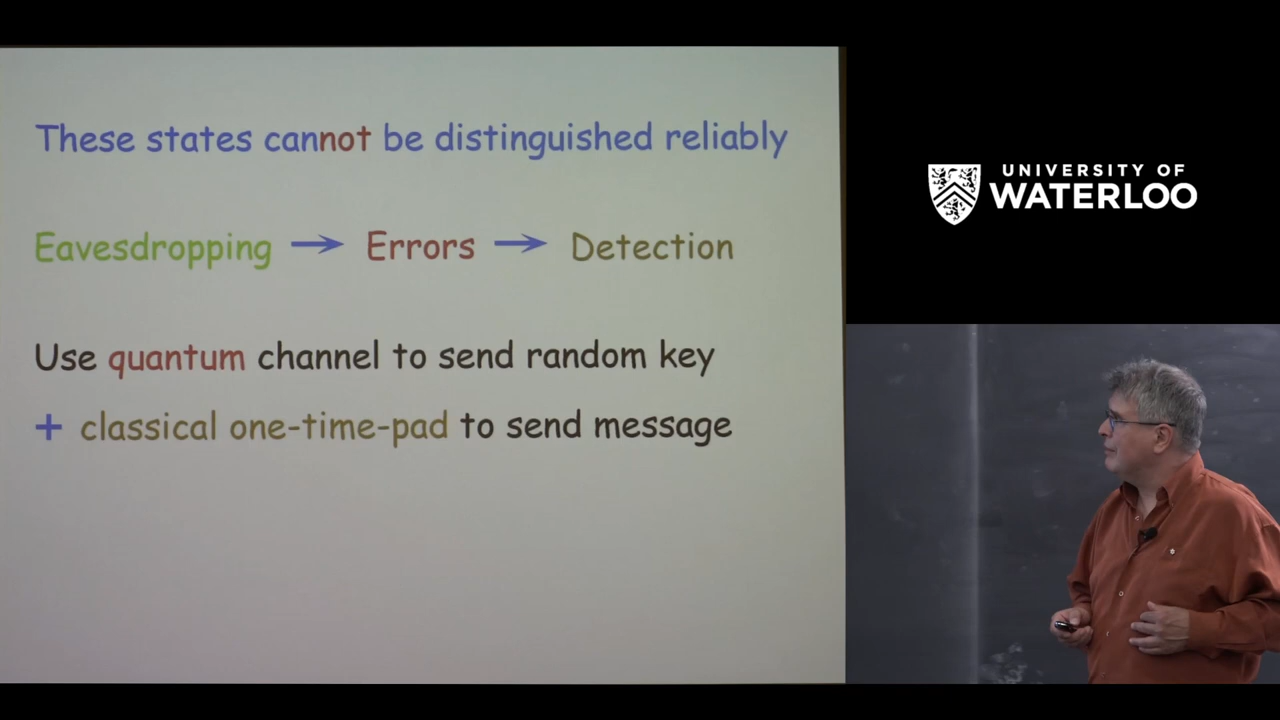 These states cannot be distinguished reliably
Eavesdropping → Errors → Detection
Use quantum channel to send random key
+ classical one-time-pad to send message
UNIVERSITY OF
WATERLOO